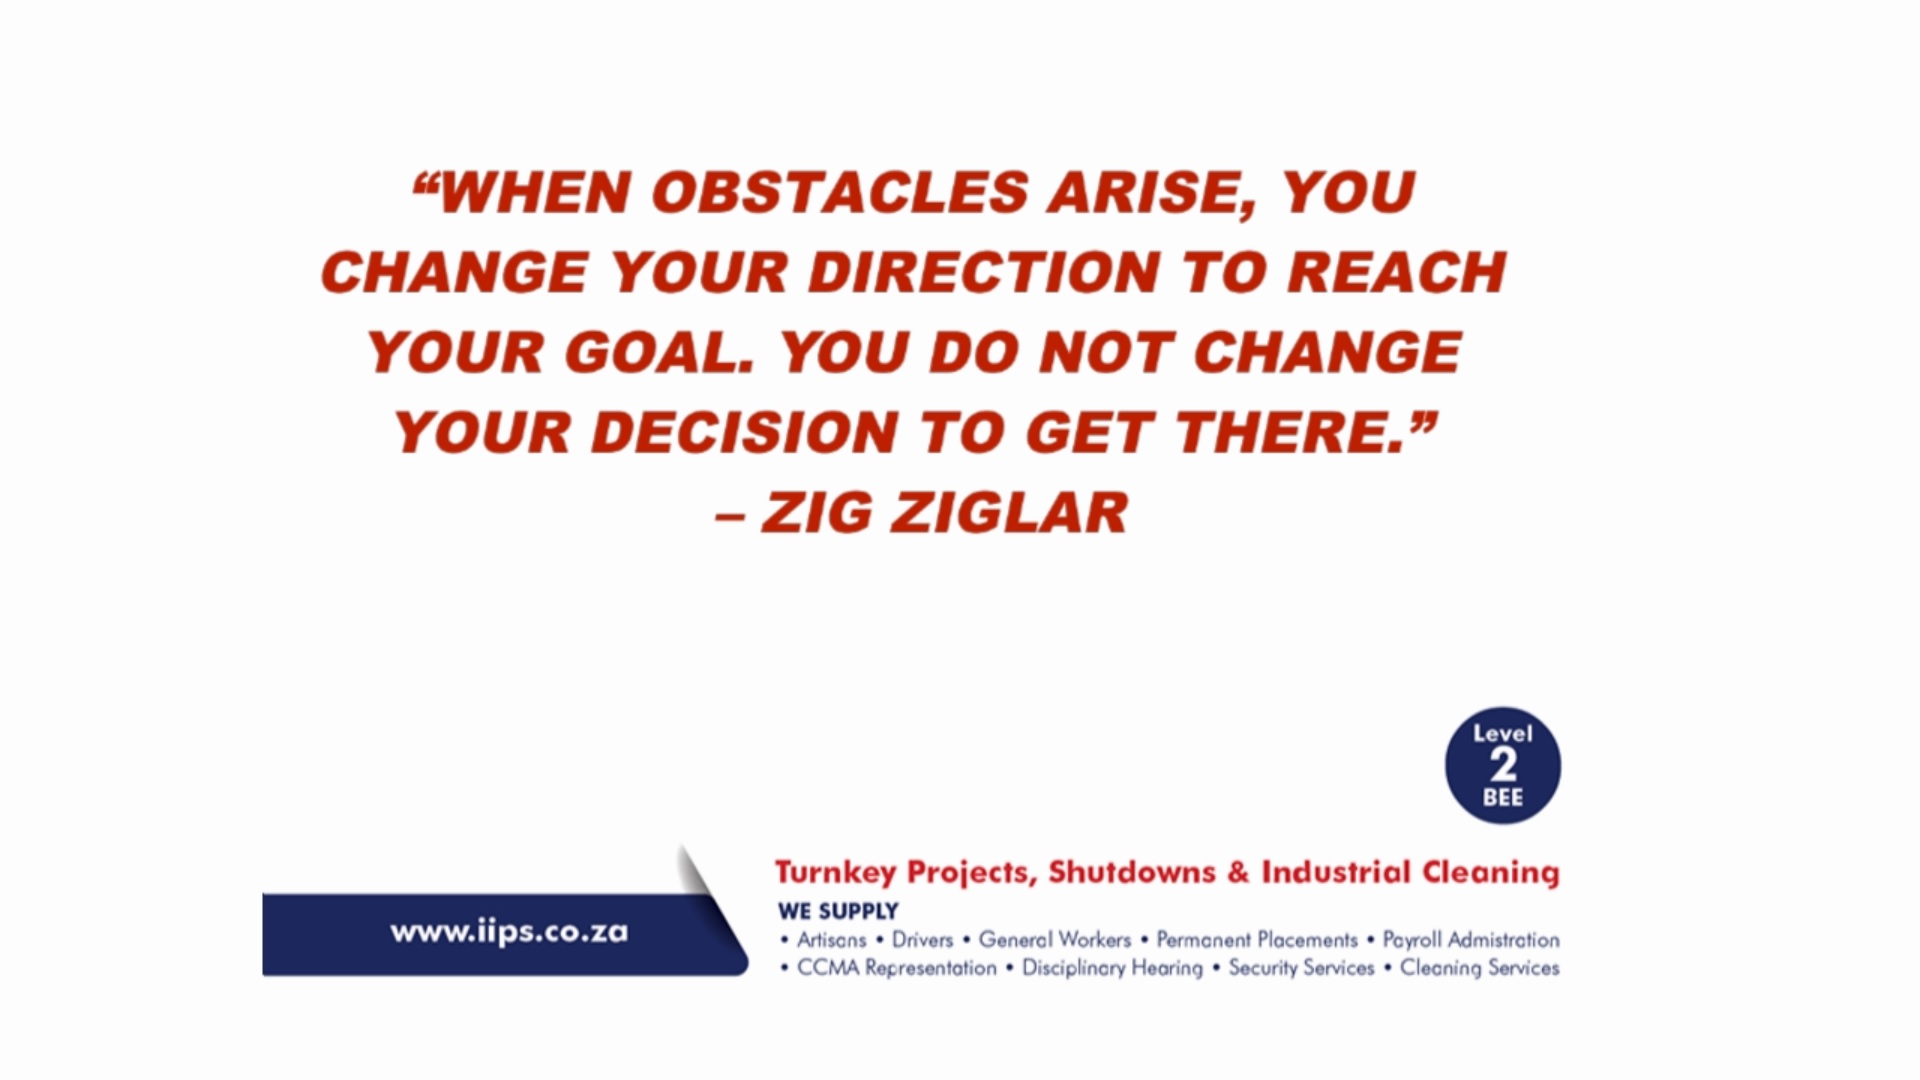 “WHEN OBSTACLES ARISE, YOU
CHANGE YOUR DIRECTION TO REACH
YOUR GOAL. YOU DO NOT CHANGE
YOUR DECISION TO GET THERE.”
– ZIG ZIGLAR
Level
2
BEE
www.iips.co.za
Turnkey Projects, Shutdowns & Industrial Cleaning
WE SUPPLY
• Artisans • Drivers • General Workers • Permanent Placements • Payroll Admistration
• CCMA Representation • Disciplinary Hearing • Security Services • Cleaning Services